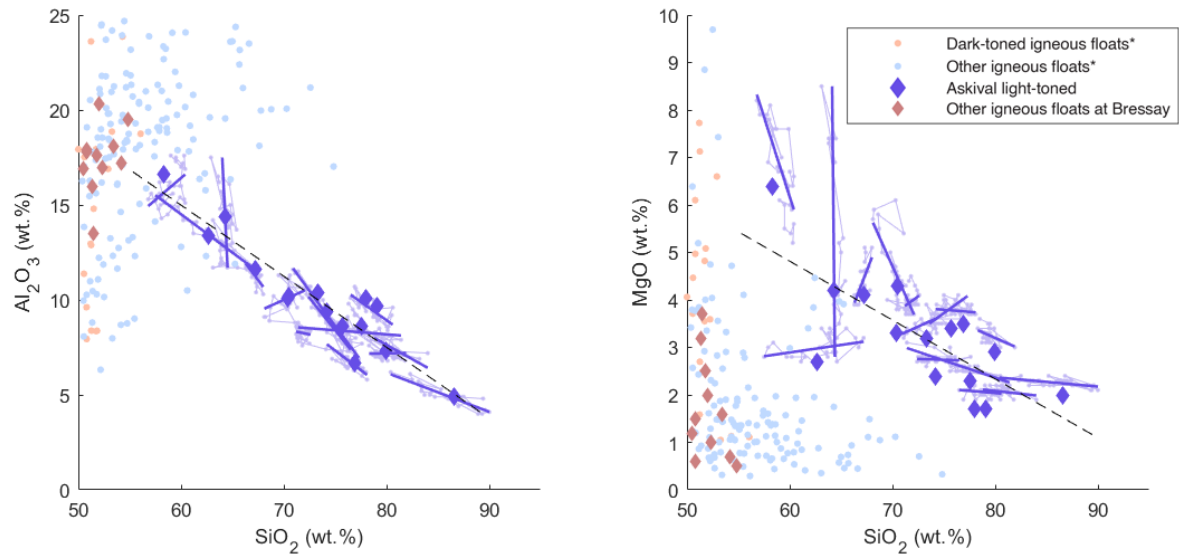 25
20
15
10
5
0
Al2O3 (wt.%)
50 60 70 80 90
SiO2 (wt.%)
10
9
8
7
6
5
4
3
2
1
0
MgO (wt.%)
50 60 70 80 90
SiO2 (wt.%)
Dark-toned igneous floats*
Other igneous floats*
Askival light-toned
Other igneous floats at Bressay